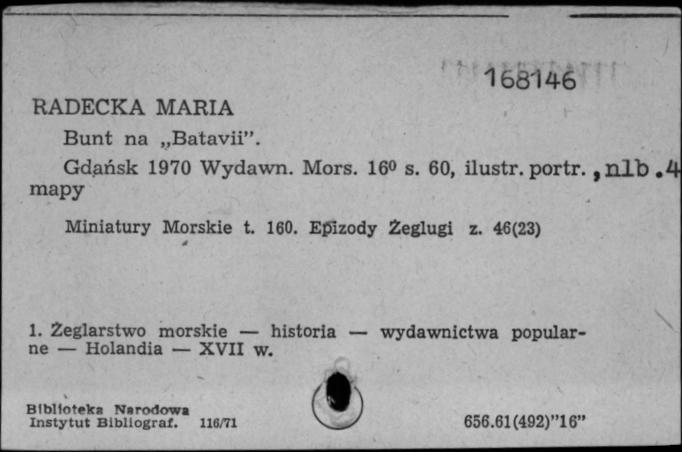 168146
RADECKA MARIA
Bunt na „Batavii”.
Gdańsk 1970 Wydawn. Mors. 16⁰ s. 60, ilustr. portr. , nlb . 4
mapy
Miniatury Morskie t. 160. Epizody Żeglugi z. 46(23)
1. Żeglarstwo morskie — historia — wydawnictwa popular-
ne — Holandia — XVII w.
Biblioteka Narodowa
Instytut Bibliograf. 116/71
656.61(492)”16”